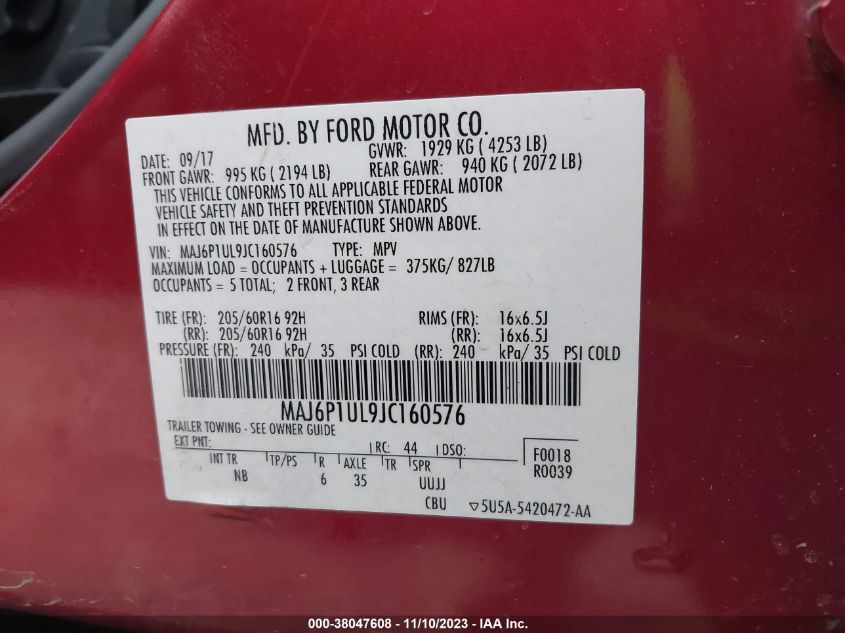 MFD. BY FORD MOTOR CO.
DATE: 09/17 GVWR: 1929 KG ( 4253 LB)
FRONT GAWR: 995 KG ( 2194 LB) REAR GAWR: 940 KG ( 2072 LB)
THIS VEHICLE CONFORMS TO ALL APPLICABLE FEDERAL MOTOR
VEHICLE SAFETY AND THEFT PREVENTION STANDARDS
IN EFFECT ON THE DATE OF MANUFACTURE SHOWN ABOVE.
VIN: MAJ6P1UL9JC160576 TYPE: MPV
MAXIMUM LOAD = OCCUPANTS + LUGGAGE = 375KG/ 827LB
OCCUPANTS = 5 TOTAL; 2 FRONT, 3 REAR
TIRE (FR): 205/60R16 92H RIMS (FR): 16x6.5J
(RR): 205/60R16 92H (RR): 16x6.5J
PRESSURE (FR): 240 kPa/ 35 PSI COLD (RR): 240 kPa/ 35 PSI COLD
MAJ6P1UL9JC160576
TRAILER TOWING - SEE OWNER GUIDE
EXT PNT: RC: 44 DSO: F0018
R0039
INT TR TP/PS R AXLE TR SPR
NB 6 35 UUJJ
CBU ▽5U5A-5420472-AA
000-38047608 - 11/10/2023 - IAAI Inc.